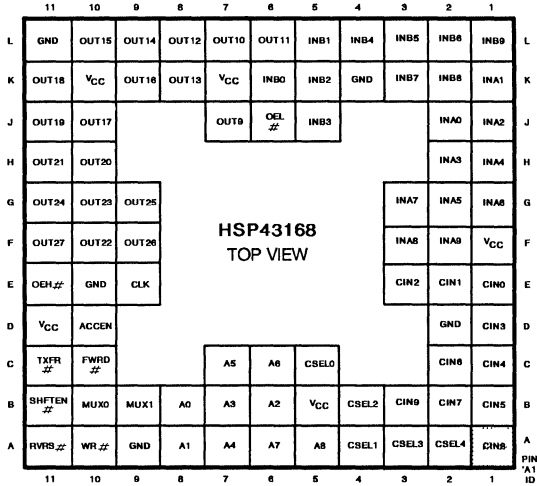 11 10 9 8 7 6 5 4 3 2 1
L GND OUT15 OUT14 OUT12 OUT10 OUT11 INB1 INB4 INB5 INB6 INB9 L
K OUT18 VCC OUT16 OUT13 VCC INB0 INB2 GND INB7 INB8 INA1 K
J OUT19 OUT17 OUT9 OEL # INB3 INA0 INA2 J
H OUT21 OUT20 INA3 INA4 H
G OUT24 OUT23 OUT25 INA7 INA5 INA6 G
HSP43168
TOP VIEW
F OUT27 OUT22 OUT26 INA8 INA9 VCC F
E OEH# GND CLK CIN2 CIN1 CIN0 E
D VCC ACCEN GND CIN3 D
C TXFR # FWRD # A5 A6 CSEL0 CIN6 CIN4 C
B SHFTEN # MUX0 MUX1 A0 A3 A2 VCC CSEL2 CIN9 CIN7 CIN5 B
A RVRS# WR# GND A1 A4 A7 A8 CSEL1 CSEL3 CSEL4 CIN8 A
11 10 9 8 7 6 5 4 3 2 1
PIN
'A1
ID